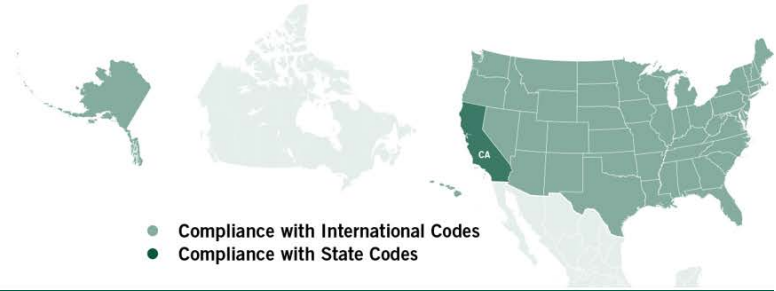 CA
Compliance with International Codes
Compliance with State Codes